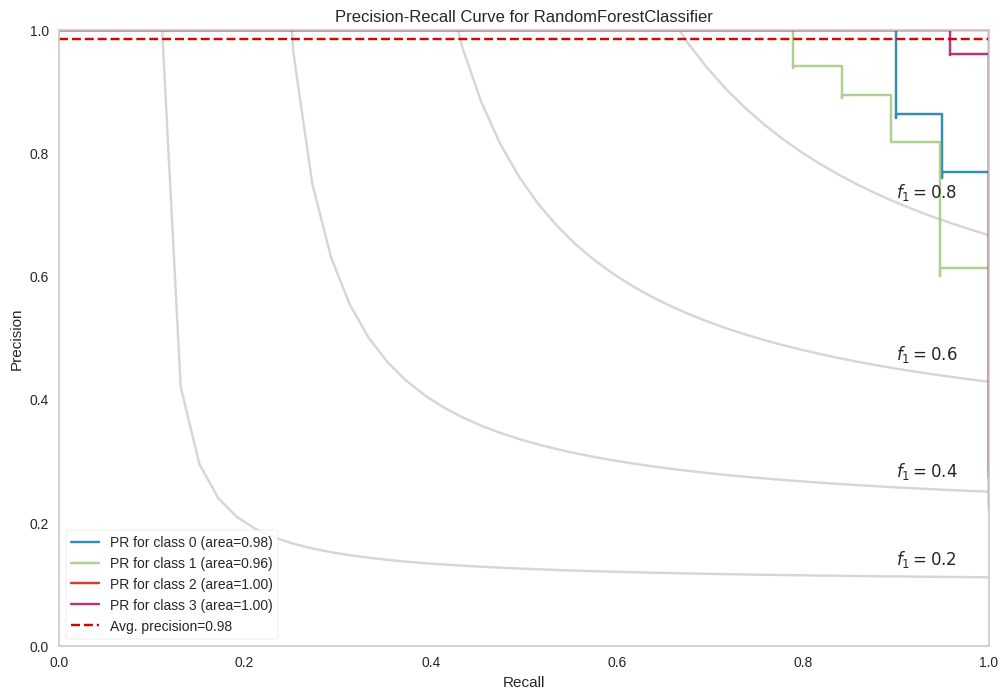 Precision-Recall Curve for RandomForestClassifier
1.0
0.8
0.6
0.4
0.2
0.0
Precision
f1 = 0.8
f1 = 0.6
f1 = 0.4
f1 = 0.2
PR for class 0 (area=0.98)
PR for class 1 (area=0.96)
PR for class 2 (area=1.00)
PR for class 3 (area=1.00)
Avg. precision=0.98
0.0 0.2 0.4 0.6 0.8 1.0
Recall